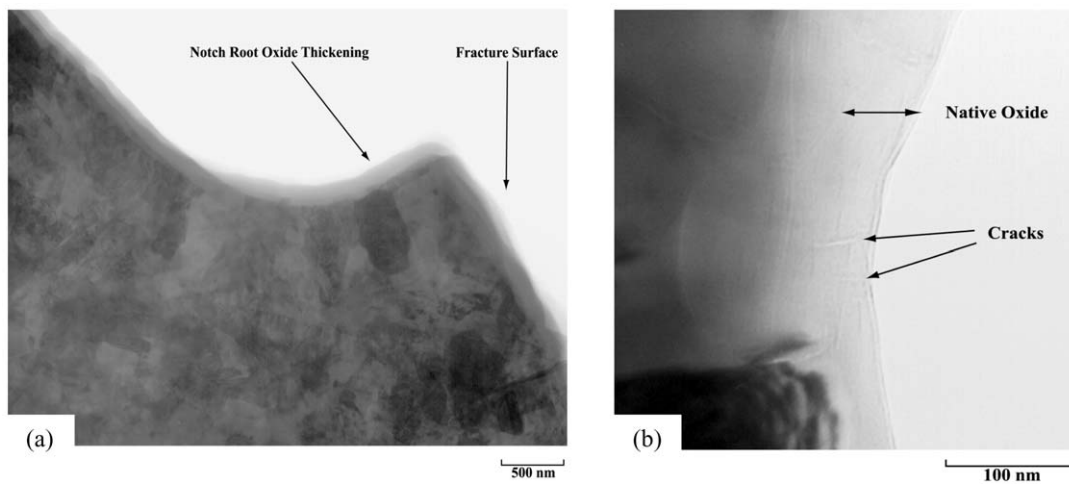 Notch Root Oxide Thickening
Fracture Surface
(a)
500 nm
Native Oxide
Cracks
(b)
100 nm